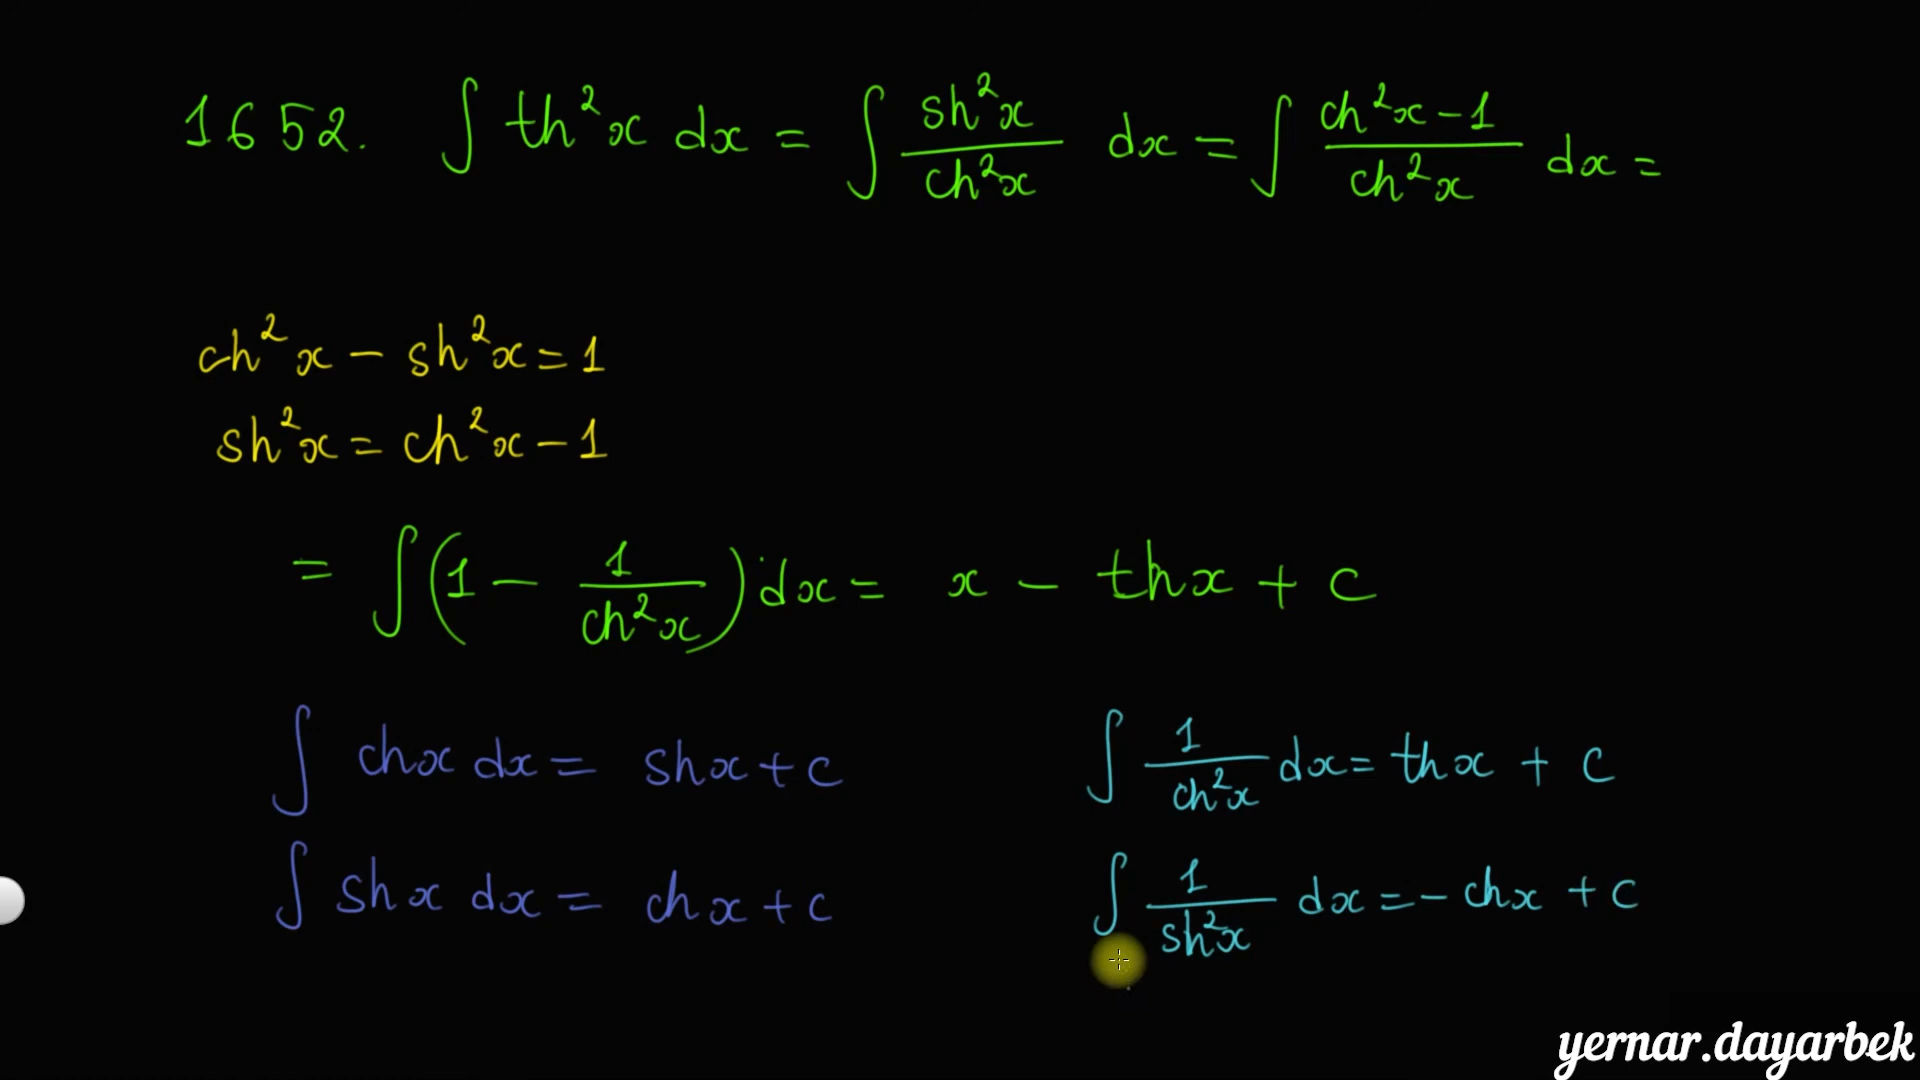 1652. ∫ th²x dx = ∫ sh²x/ch²x dx = ∫ (ch²x - 1)/ch²x dx =
ch²x - sh²x = 1
sh²x = ch²x - 1
= ∫ (1 - 1/ch²x) dx = x - thx + c
∫ chx dx = shx + c
∫ 1/ch²x dx = thx + c
∫ shx dx = chx + c
∫ 1/sh²x dx = - chx + c
yernar.dayarbek